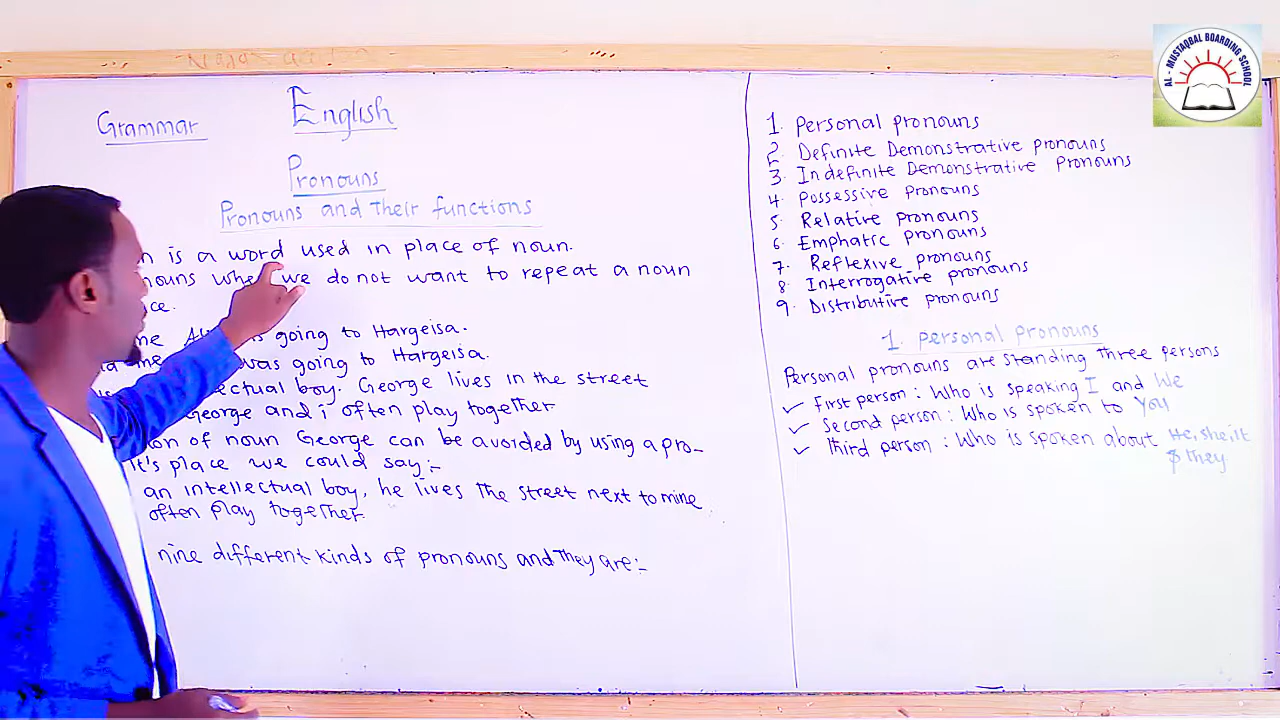 Grammar
English
Pronouns
Pronouns and Their functions
is a word used in place of noun.
we do not want to repeat a noun
going to Hargeisa.
was going to Hargeisa.
boy. George lives in the street
George and i often play together
of noun George can be avoided by using a pro-
it's place we could say:-
an intellectual boy, he lives the street next to mine
often play together.
nine different kinds of pronouns and they are:-
1. Personal pronouns
2. Definite Demonstrative pronouns
3. Indefinite Demonstrative Pronouns
4. Possessive Pronouns
5. Relative pronouns
6. Emphatic pronouns
7. Reflexive pronouns
8. Interrogative pronouns
9. Distributive pronouns
1. Personal Pronouns
Personal pronouns are standing three persons
✓ First person : Who is speaking I and We
✓ Second person : Who is spoken to You
✓ Third person : Who is spoken about He, she, it
& they
AL - MUSTAQBAL BOARDING SCHOOL